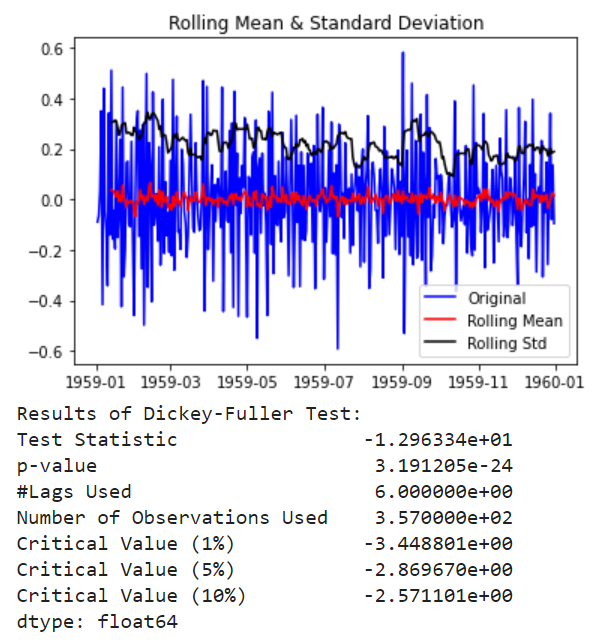 Rolling Mean & Standard Deviation
0.6
0.4
0.2
0.0
−0.2
−0.4
−0.6
Original
Rolling Mean
Rolling Std
1959-01 1959-03 1959-05 1959-07 1959-09 1959-11 1960-01
Results of Dickey-Fuller Test:
Test Statistic -1.296334e+01
p-value 3.191205e-24
#Lags Used 6.000000e+00
Number of Observations Used 3.570000e+02
Critical Value (1%) -3.448801e+00
Critical Value (5%) -2.869670e+00
Critical Value (10%) -2.571101e+00
dtype: float64